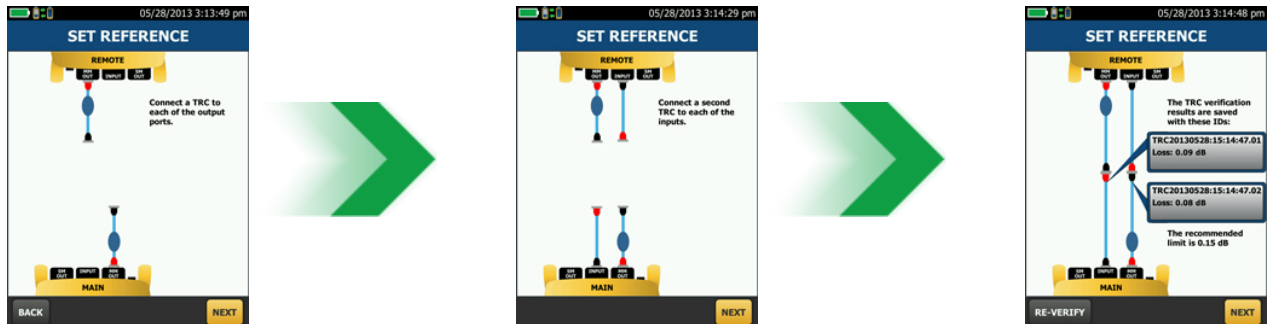 05/28/2013 3:13:49 pm
SET REFERENCE
REMOTE
MM OUT
INPUT
SM OUT
Connect a TRC to
each of the output
ports.
SM OUT
INPUT
MM OUT
MAIN
BACK
NEXT
05/28/2013 3:14:29 pm
SET REFERENCE
REMOTE
MM OUT
INPUT
SM OUT
Connect a second
TRC to each of the
inputs.
SM OUT
INPUT
MM OUT
MAIN
NEXT
05/28/2013 3:14:48 pm
SET REFERENCE
REMOTE
MM OUT
INPUT
SM OUT
The TRC verification
results are saved
with these IDs:
TRC20130528:15:14:47.01
Loss: 0.09 dB
TRC20130528:15:14:47.02
Loss: 0.08 dB
The recommended
limit is 0.15 dB
SM OUT
INPUT
MM OUT
MAIN
RE-VERIFY
NEXT